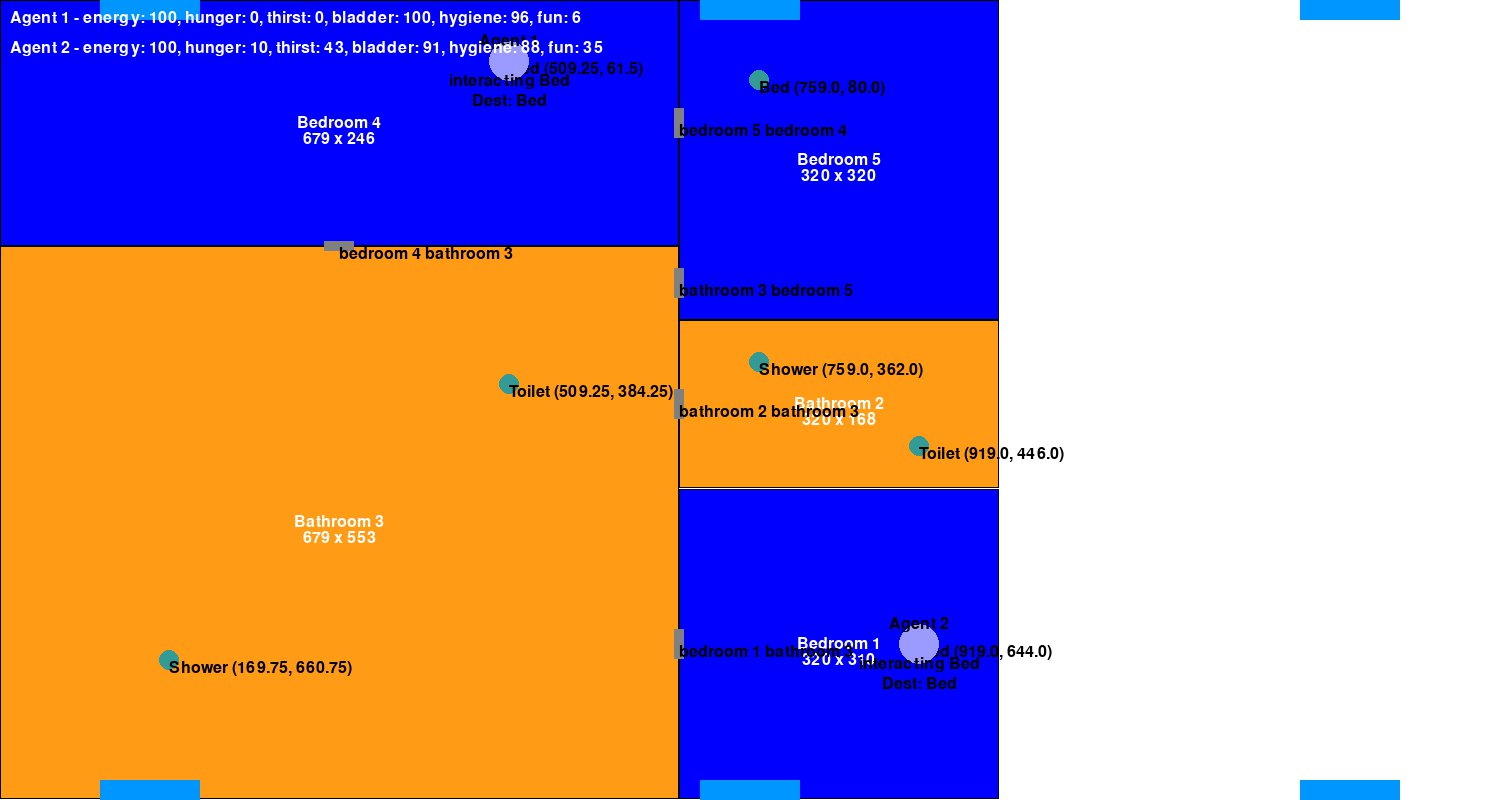 Agent 1 - energy: 100, hunger: 0, thirst: 0, bladder: 100, hygiene: 96, fun: 6
Agent 2 - energy: 100, hunger: 10, thirst: 43, bladder: 91, hygiene: 88, fun: 35
Agent
(509.25, 61.5)
interacting Bed
Dest: Bed
Bed (759.0, 80.0)
Bedroom 4
679 x 246
bedroom 5 bedroom 4
Bedroom 5
320 x 320
bedroom 4 bathroom 3
bathroom 3 bedroom 5
Shower (759.0, 362.0)
Toilet (509.25, 384.25)
Bathroom 2
320 x 168
bathroom 2 bathroom 3
Toilet (919.0, 446.0)
Bathroom 3
679 x 553
Agent 2
Bedroom 1
320 x 310
bedroom 1 bathroom
(919.0, 644.0)
interacting Bed
Dest: Bed
Shower (169.75, 660.75)